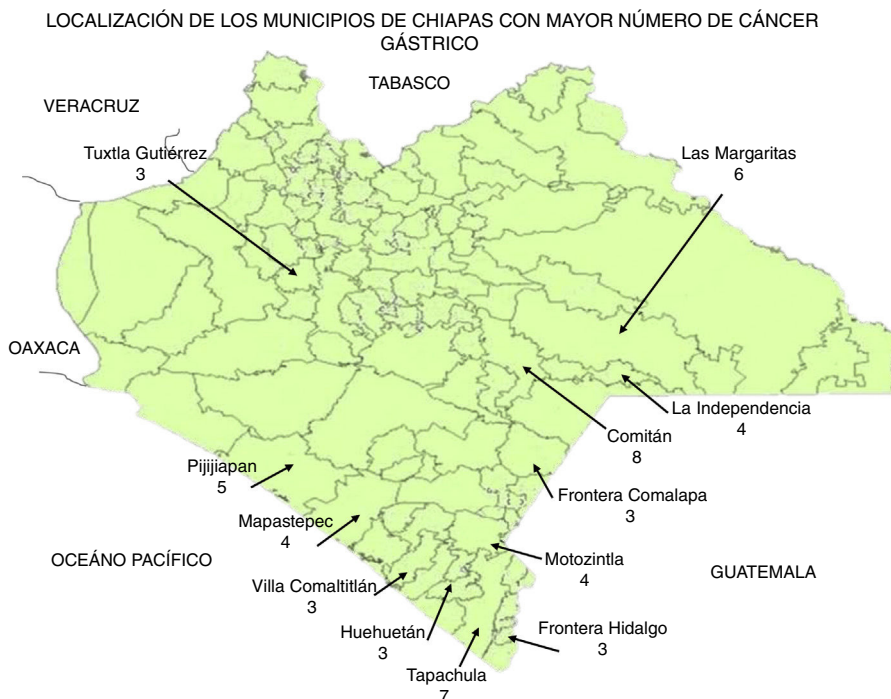 LOCALIZACIÓN DE LOS MUNICIPIOS DE CHIAPAS CON MAYOR NÚMERO DE CÁNCER
GÁSTRICO
TABASCO
VERACRUZ
Tuxtla Gutiérrez
3
Las Margaritas
6
OAXACA
La Independencia
4
Comitán
8
Pijijiapan
5
Frontera Comalapa
3
Mapastepec
4
OCEÁNO PACÍFICO
Motozintla
4
GUATEMALA
Villa Comaltitlán
3
Huehuetán
3
Frontera Hidalgo
3
Tapachula
7